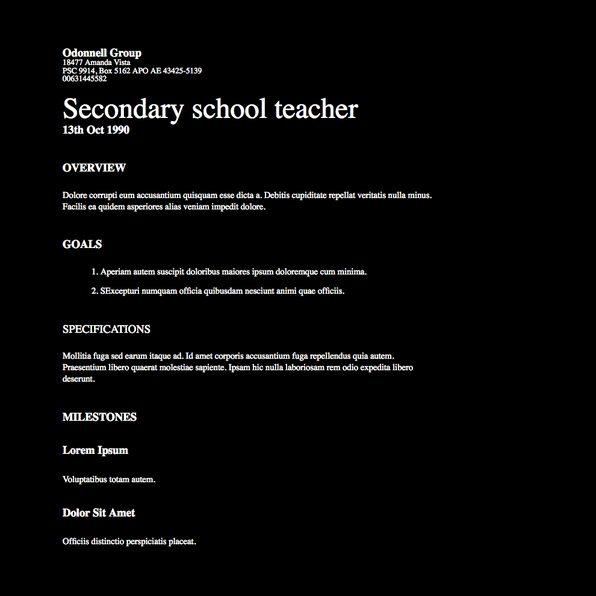 Odonnell Group
18477 Amanda Vista
PSC 9914, Box 5162 APO AE 43425-5139
00631445582
Secondary school teacher
13th Oct 1990
OVERVIEW
Dolore corrupti eum accusantium quisquam esse dicta a. Debitis cupiditate repellat veritatis nulla minus.
Facilis ea quidem asperiores alias veniam impedit dolore.
GOALS
1. Aperiam autem suscipit doloribus maiores ipsum doloremque cum minima.
2. SExcepturi numquam officia quibusdam nesciunt animi quae officiis.
SPECIFICATIONS
Mollitia fuga sed earum itaque ad. Id amet corporis accusantium fuga repellendus quia autem.
Praesentium libero quaerat molestiae sapiente. Ipsam hic nulla laboriosam rem odio expedita libero
deserunt.
MILESTONES
Lorem Ipsum
Voluptatibus totam autem.
Dolor Sit Amet
Officiis distinctio perspiciatis placeat.